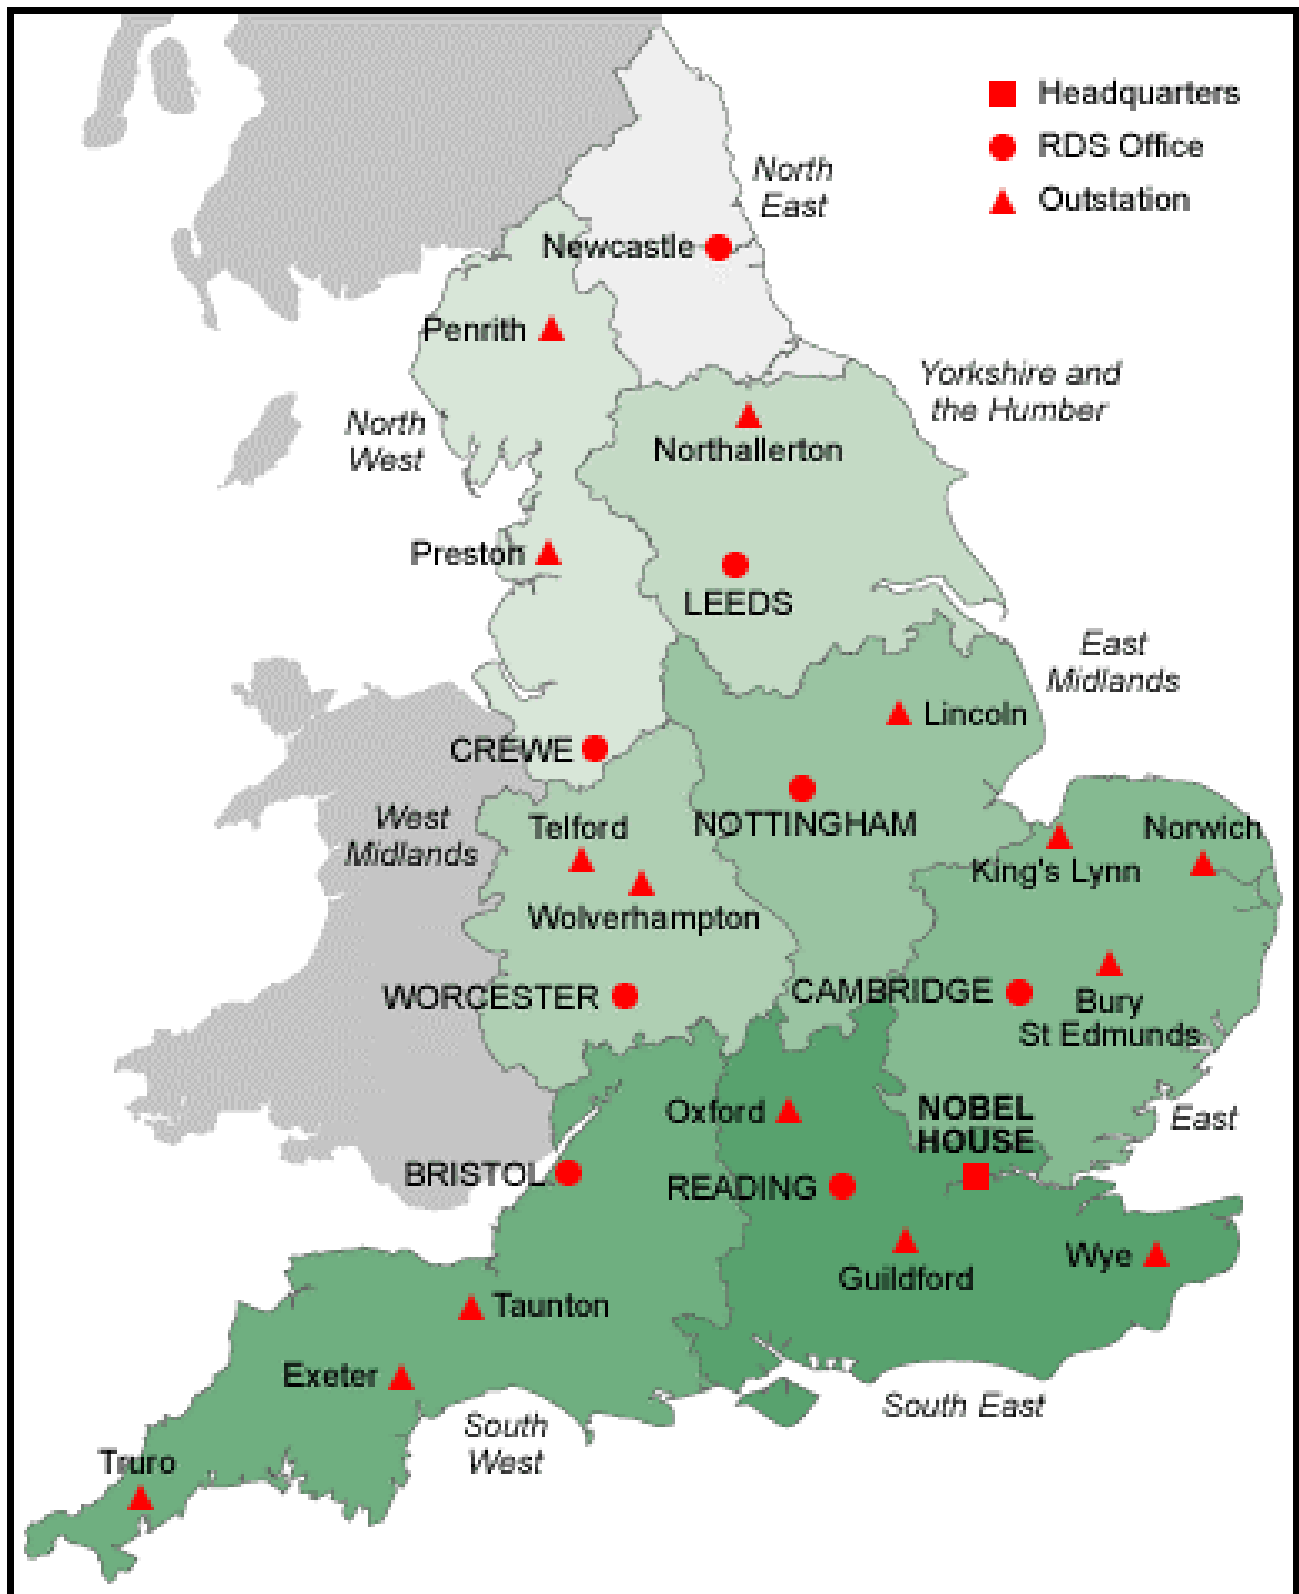 Headquarters
RDS Office
Outstation
North
East
Newcastle
Penrith
Yorkshire and
the Humber
North
West
Northallerton
Preston
LEEDS
East
Midlands
Lincoln
CREWE
West
Midlands
Telford
NOTTINGHAM
Norwich
King's Lynn
Wolverhampton
WORCESTER
CAMBRIDGE
Bury
St Edmunds
Oxford
NOBEL
HOUSE
East
BRISTOL
READING
Guildford
Wye
Taunton
Exeter
South East
South
West
Truro